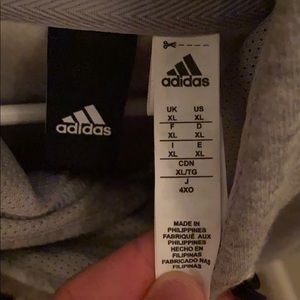 adidas
adidas
UK US
XL XL
F D
XL XL
I E
XL XL
CDN
XL/TG
J
4XO
MADE IN
PHILIPPINES
FABRIQUÉ AUX
PHILIPPINES
HECHO EN
FILIPINAS
FABRICADO NAS
FILIPINAS